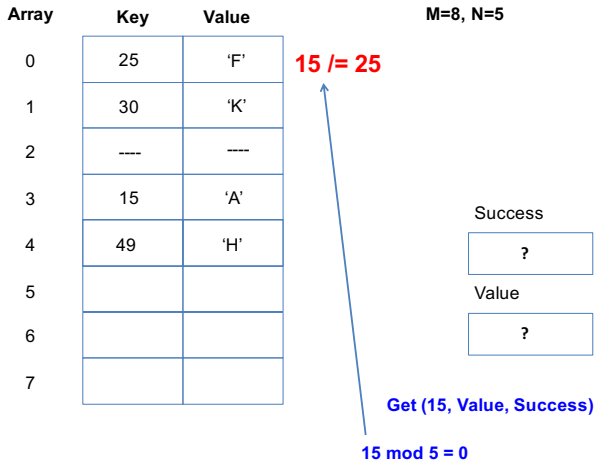 Array Key Value M=8, N=5
0 25 ‘F’ 15 /= 25
1 30 ‘K’
2 ---- ----
3 15 ‘A’
Success
4 49 ‘H’
?
5 Value
6 ?
7
Get (15, Value, Success)
15 mod 5 = 0